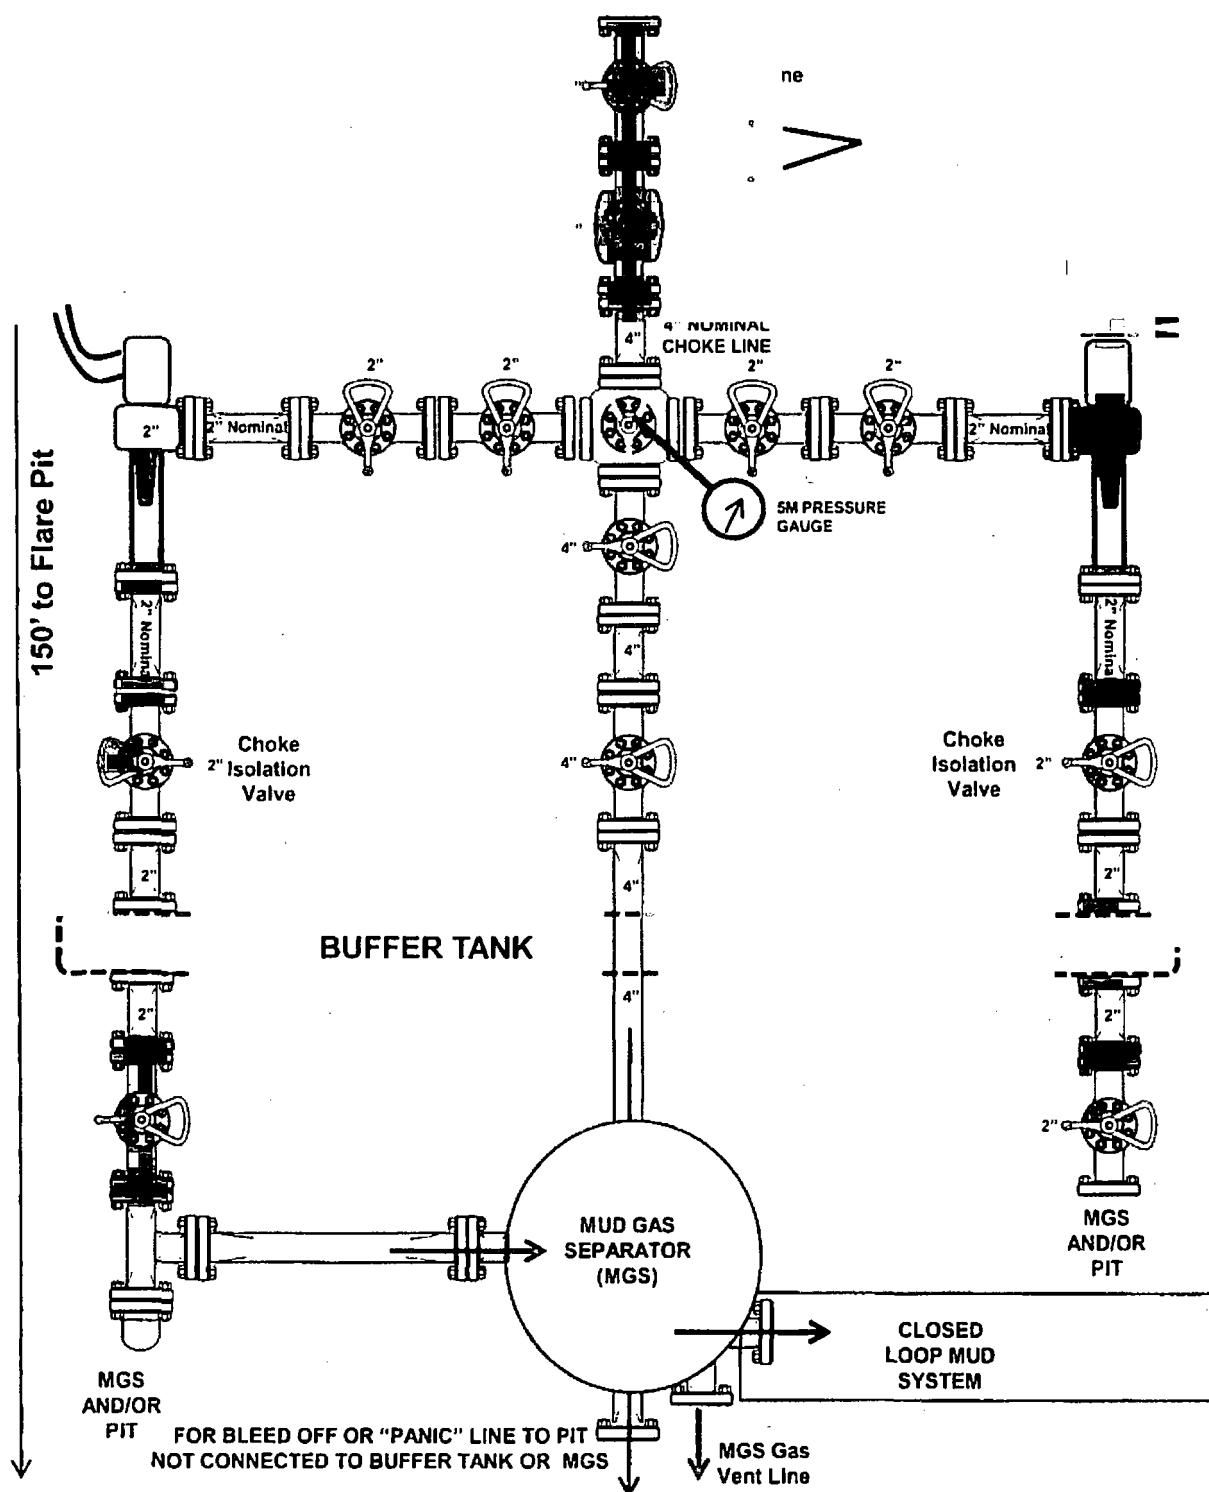 ne
4" NOMINAL
CHOKE LINE
4"
2"
2"
2"
2"
2"
2" Nominal
2" Nominal
5M PRESSURE
GAUGE
4"
150' to Flare Pit
2" Nominal
4"
2" Nominal
Choke
Isolation
Valve
2"
4"
Choke
Isolation
Valve
2"
2"
4"
2"
BUFFER TANK
2"
4"
2"
2"
MUD GAS
SEPARATOR
(MGS)
MGS
AND/OR
PIT
CLOSED
LOOP MUD
SYSTEM
MGS
AND/OR
PIT
FOR BLEED OFF OR "PANIC" LINE TO PIT
NOT CONNECTED TO BUFFER TANK OR MGS
MGS Gas
Vent Line